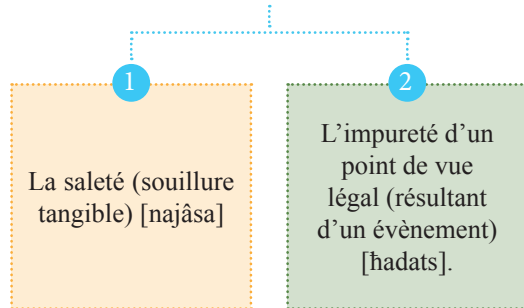 1
La saleté (souillure
tangible) [najâsa]
2
L’impureté d’un
point de vue
légal (résultant
d’un évènement)
[ħadats].